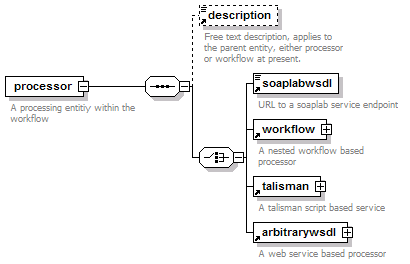 description
Free text description, applies to
the parent entity, either processor
or workflow at present.
processor
A processing entitiy within the
workflow
soaplabwsdl
URL to a soaplab service endpoint
workflow
A nested workflow based
processor
talisman
A talisman script based service
arbitrarywsdl
A web service based processor